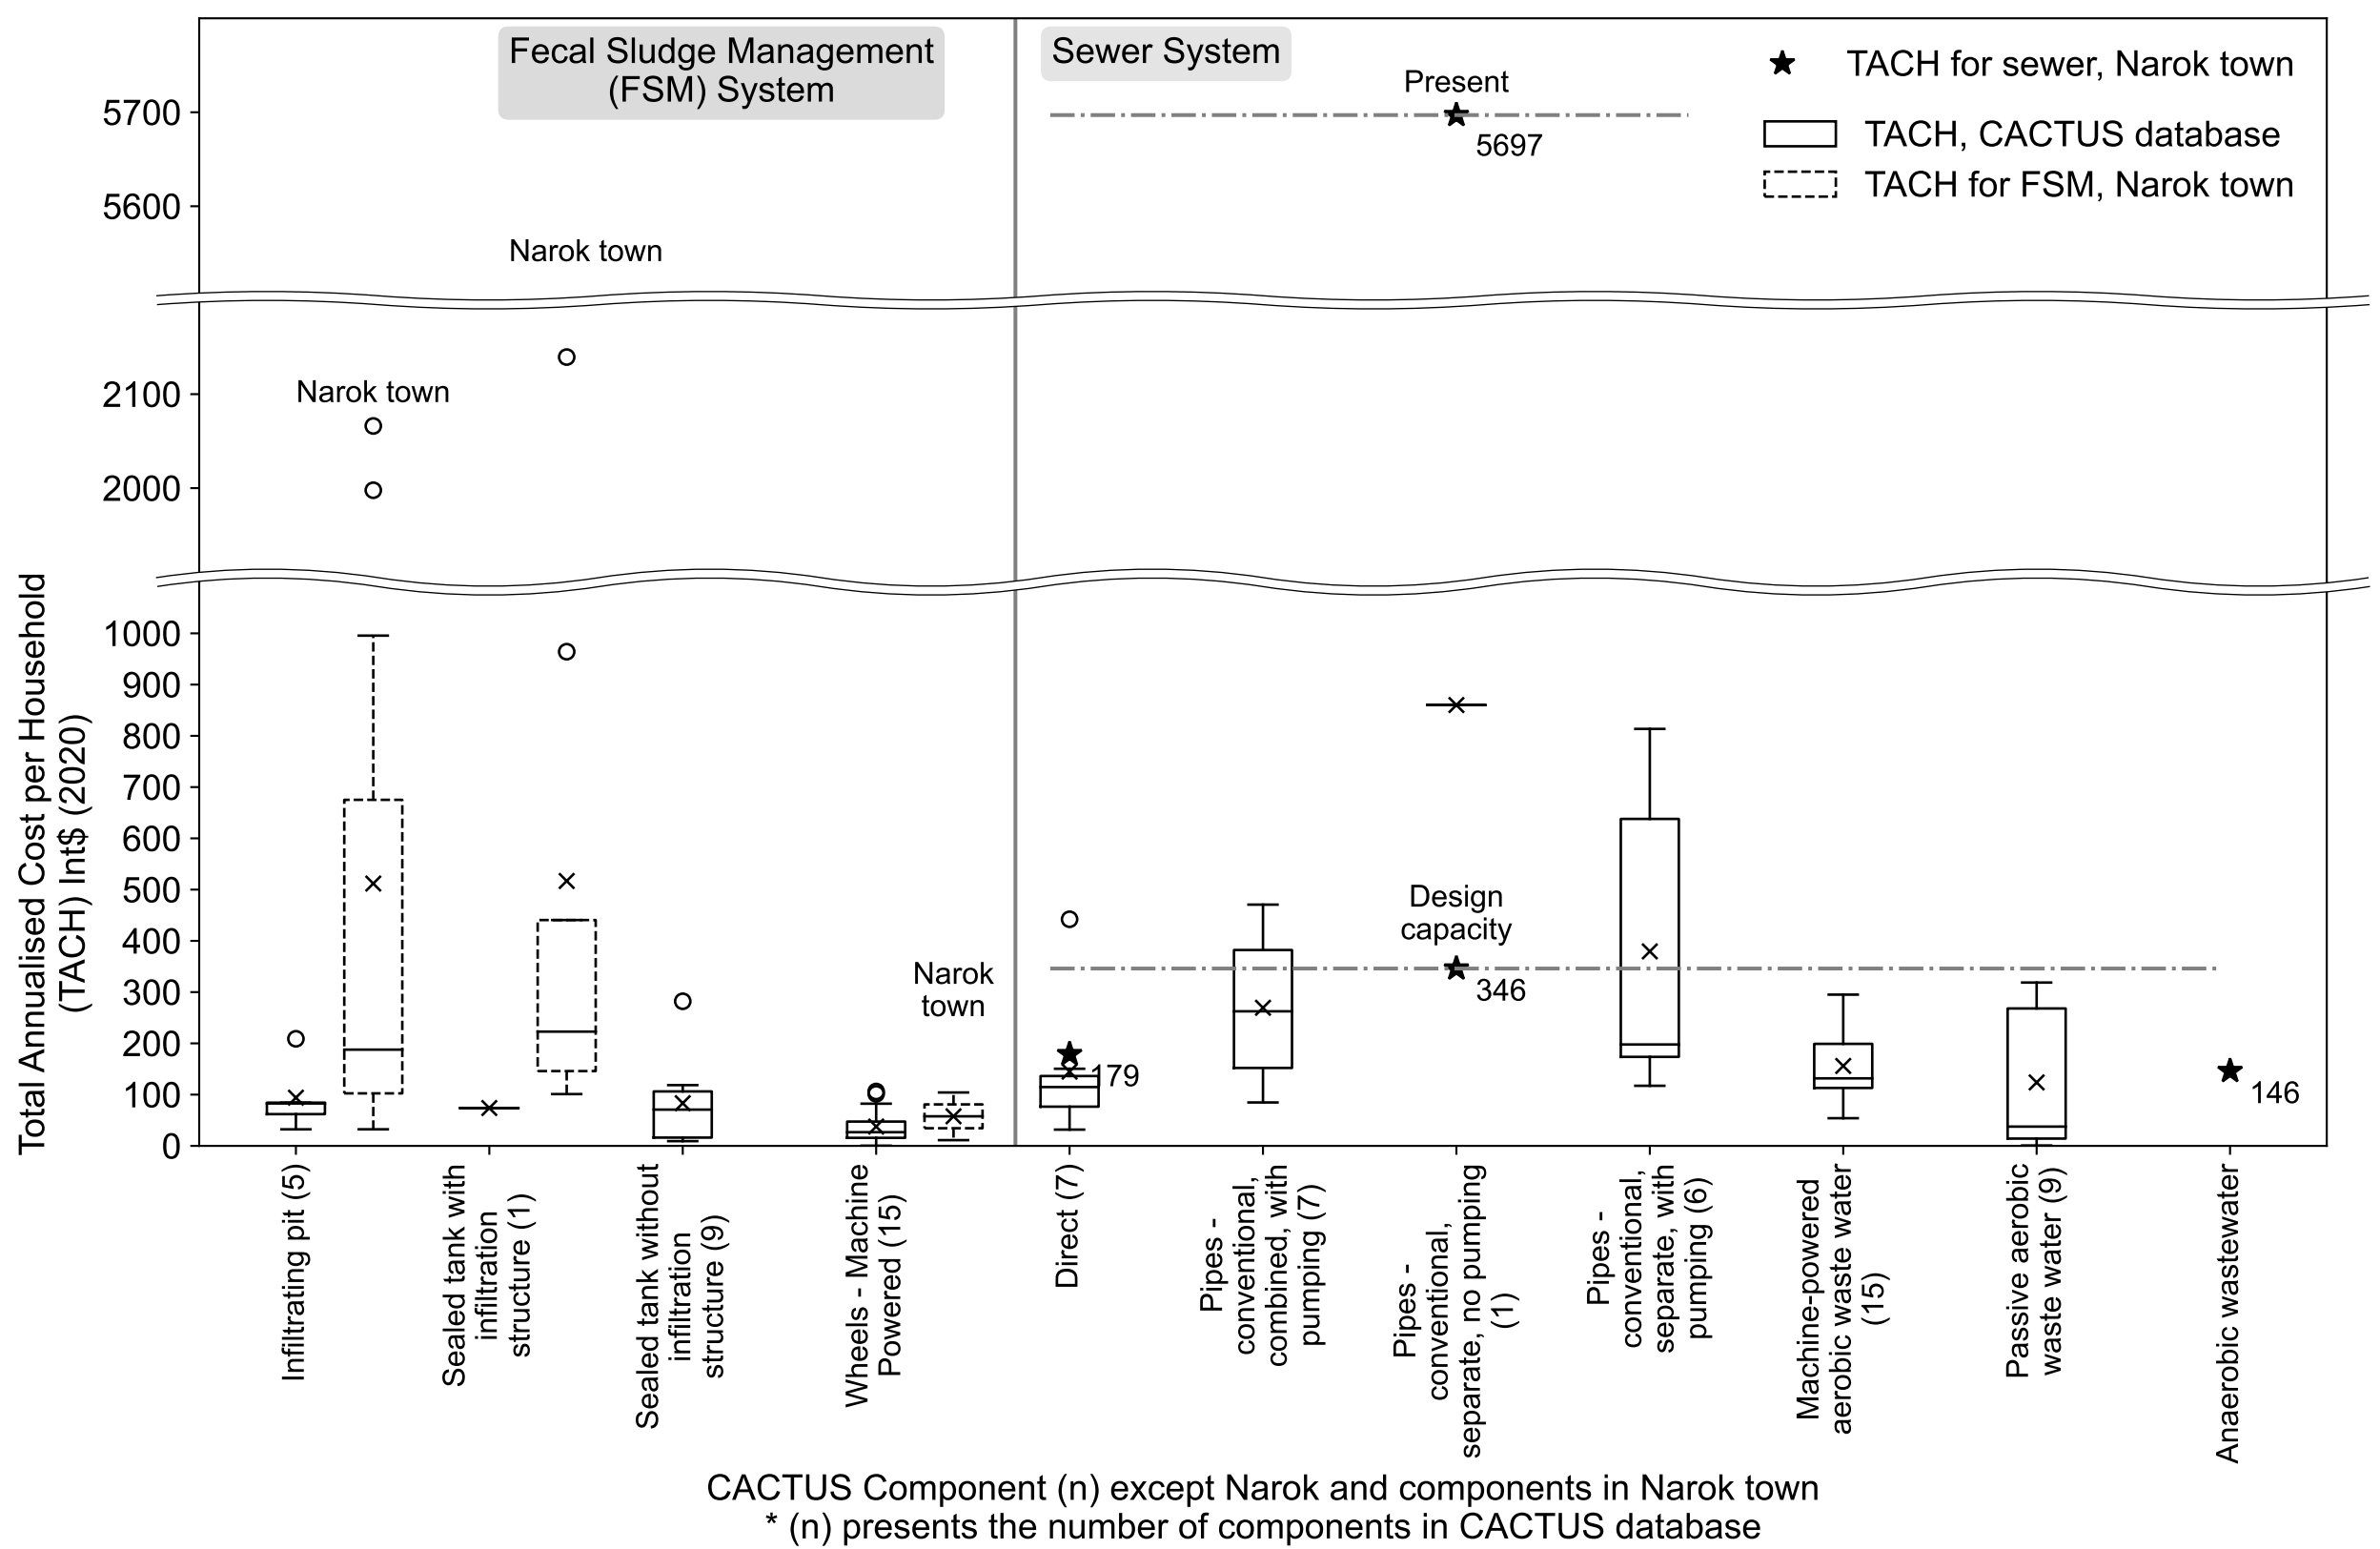 Fecal Sludge Management
(FSM) System
Sewer System
TACH for sewer, Narok town
TACH, CACTUS database
TACH for FSM, Narok town
Present
5697
Narok town
Narok town
Design
capacity
346
Narok
town
179
146
5700
5600
2100
2000
1000
900
800
700
600
500
400
300
200
100
0
Total Annualised Cost per Household
(TACH) Int$ (2020)
Infiltrating pit (5)
Sealed tank with
infiltration
structure (1)
Sealed tank without
infiltration
structure (9)
Wheels - Machine
Powered (15)
Direct (7)
Pipes -
conventional,
combined, with
pumping (7)
Pipes -
conventional,
separate, no pumping
(1)
Pipes -
conventional,
separate, with
pumping (6)
Machine-powered
aerobic waste water
(15)
Passive aerobic
waste water (9)
Anaerobic wastewater
CACTUS Component (n) except Narok and components in Narok town
* (n) presents the number of components in CACTUS database